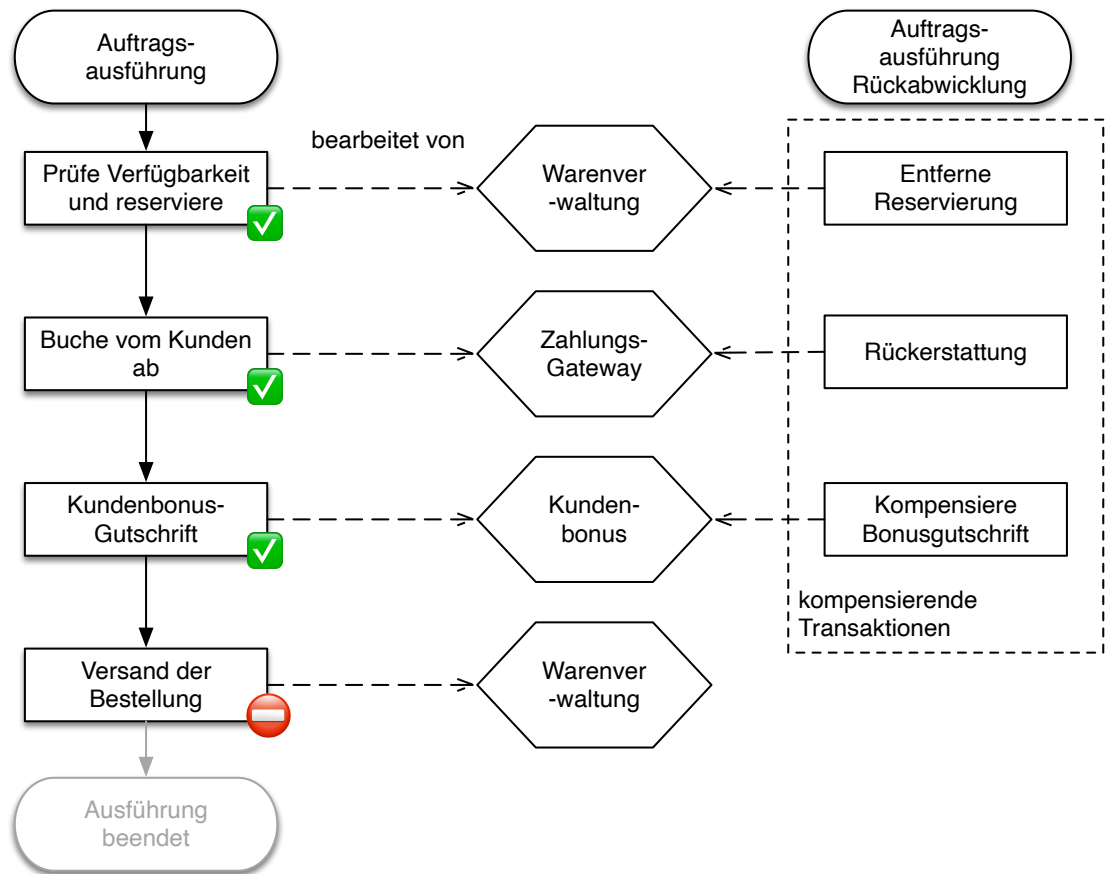 Auftrags-
ausführung
Auftrags-
ausführung
Rückabwicklung
bearbeitet von
Prüfe Verfügbarkeit
und reserviere
Warenver
-waltung
Entferne
Reservierung
Buche vom Kunden
ab
Zahlungs-
Gateway
Rückerstattung
Kundenbonus-
Gutschrift
Kunden-
bonus
Kompensiere
Bonusgutschrift
kompensierende
Transaktionen
Versand der
Bestellung
Warenver
-waltung
Ausführung
beendet